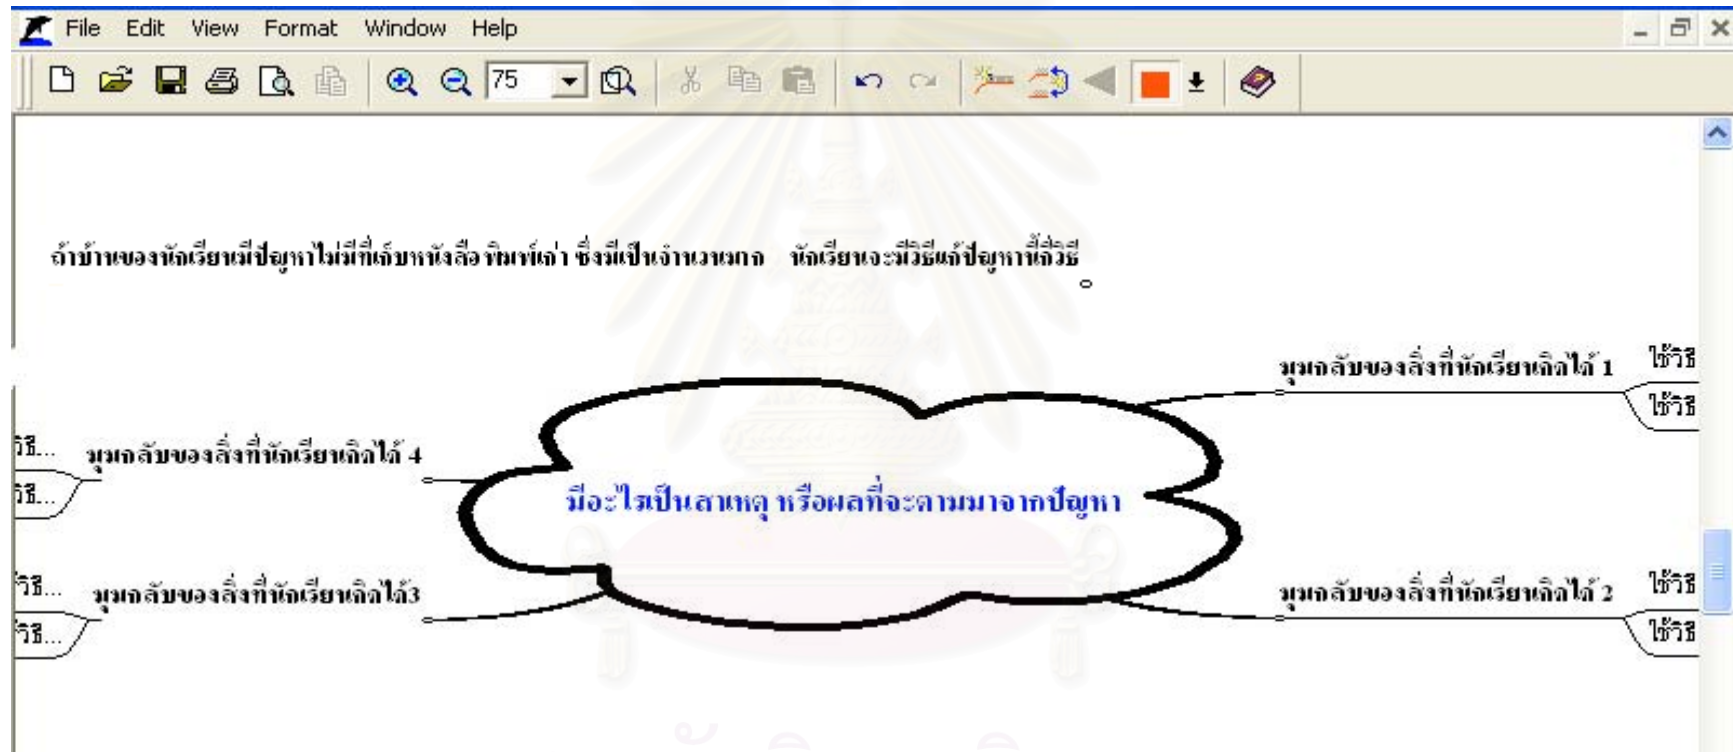 File Edit View Format Window Help
75
ถ้าบ้านของนักเรียนมีปัญหาไม่มีที่เก็บหนังสือพิมพ์เก่า ซึ่งมีเป็นจำนวนมาก นักเรียนจะมีวิธีแก้ปัญหานี้กี่วิธี
มุมกลับของสิ่งที่นักเรียนคิดได้ 1
ใช้วิธี
ใช้วิธี
วิธี...
มุมกลับของสิ่งที่นักเรียนคิดได้ 4
วิธี...
มีอะไรเป็นสาเหตุ หรือผลที่จะตามมาจากปัญหา
วิธี...
มุมกลับของสิ่งที่นักเรียนคิดได้3
วิธี...
มุมกลับของสิ่งที่นักเรียนคิดได้ 2
ใช้วิธี
ใช้วิธี